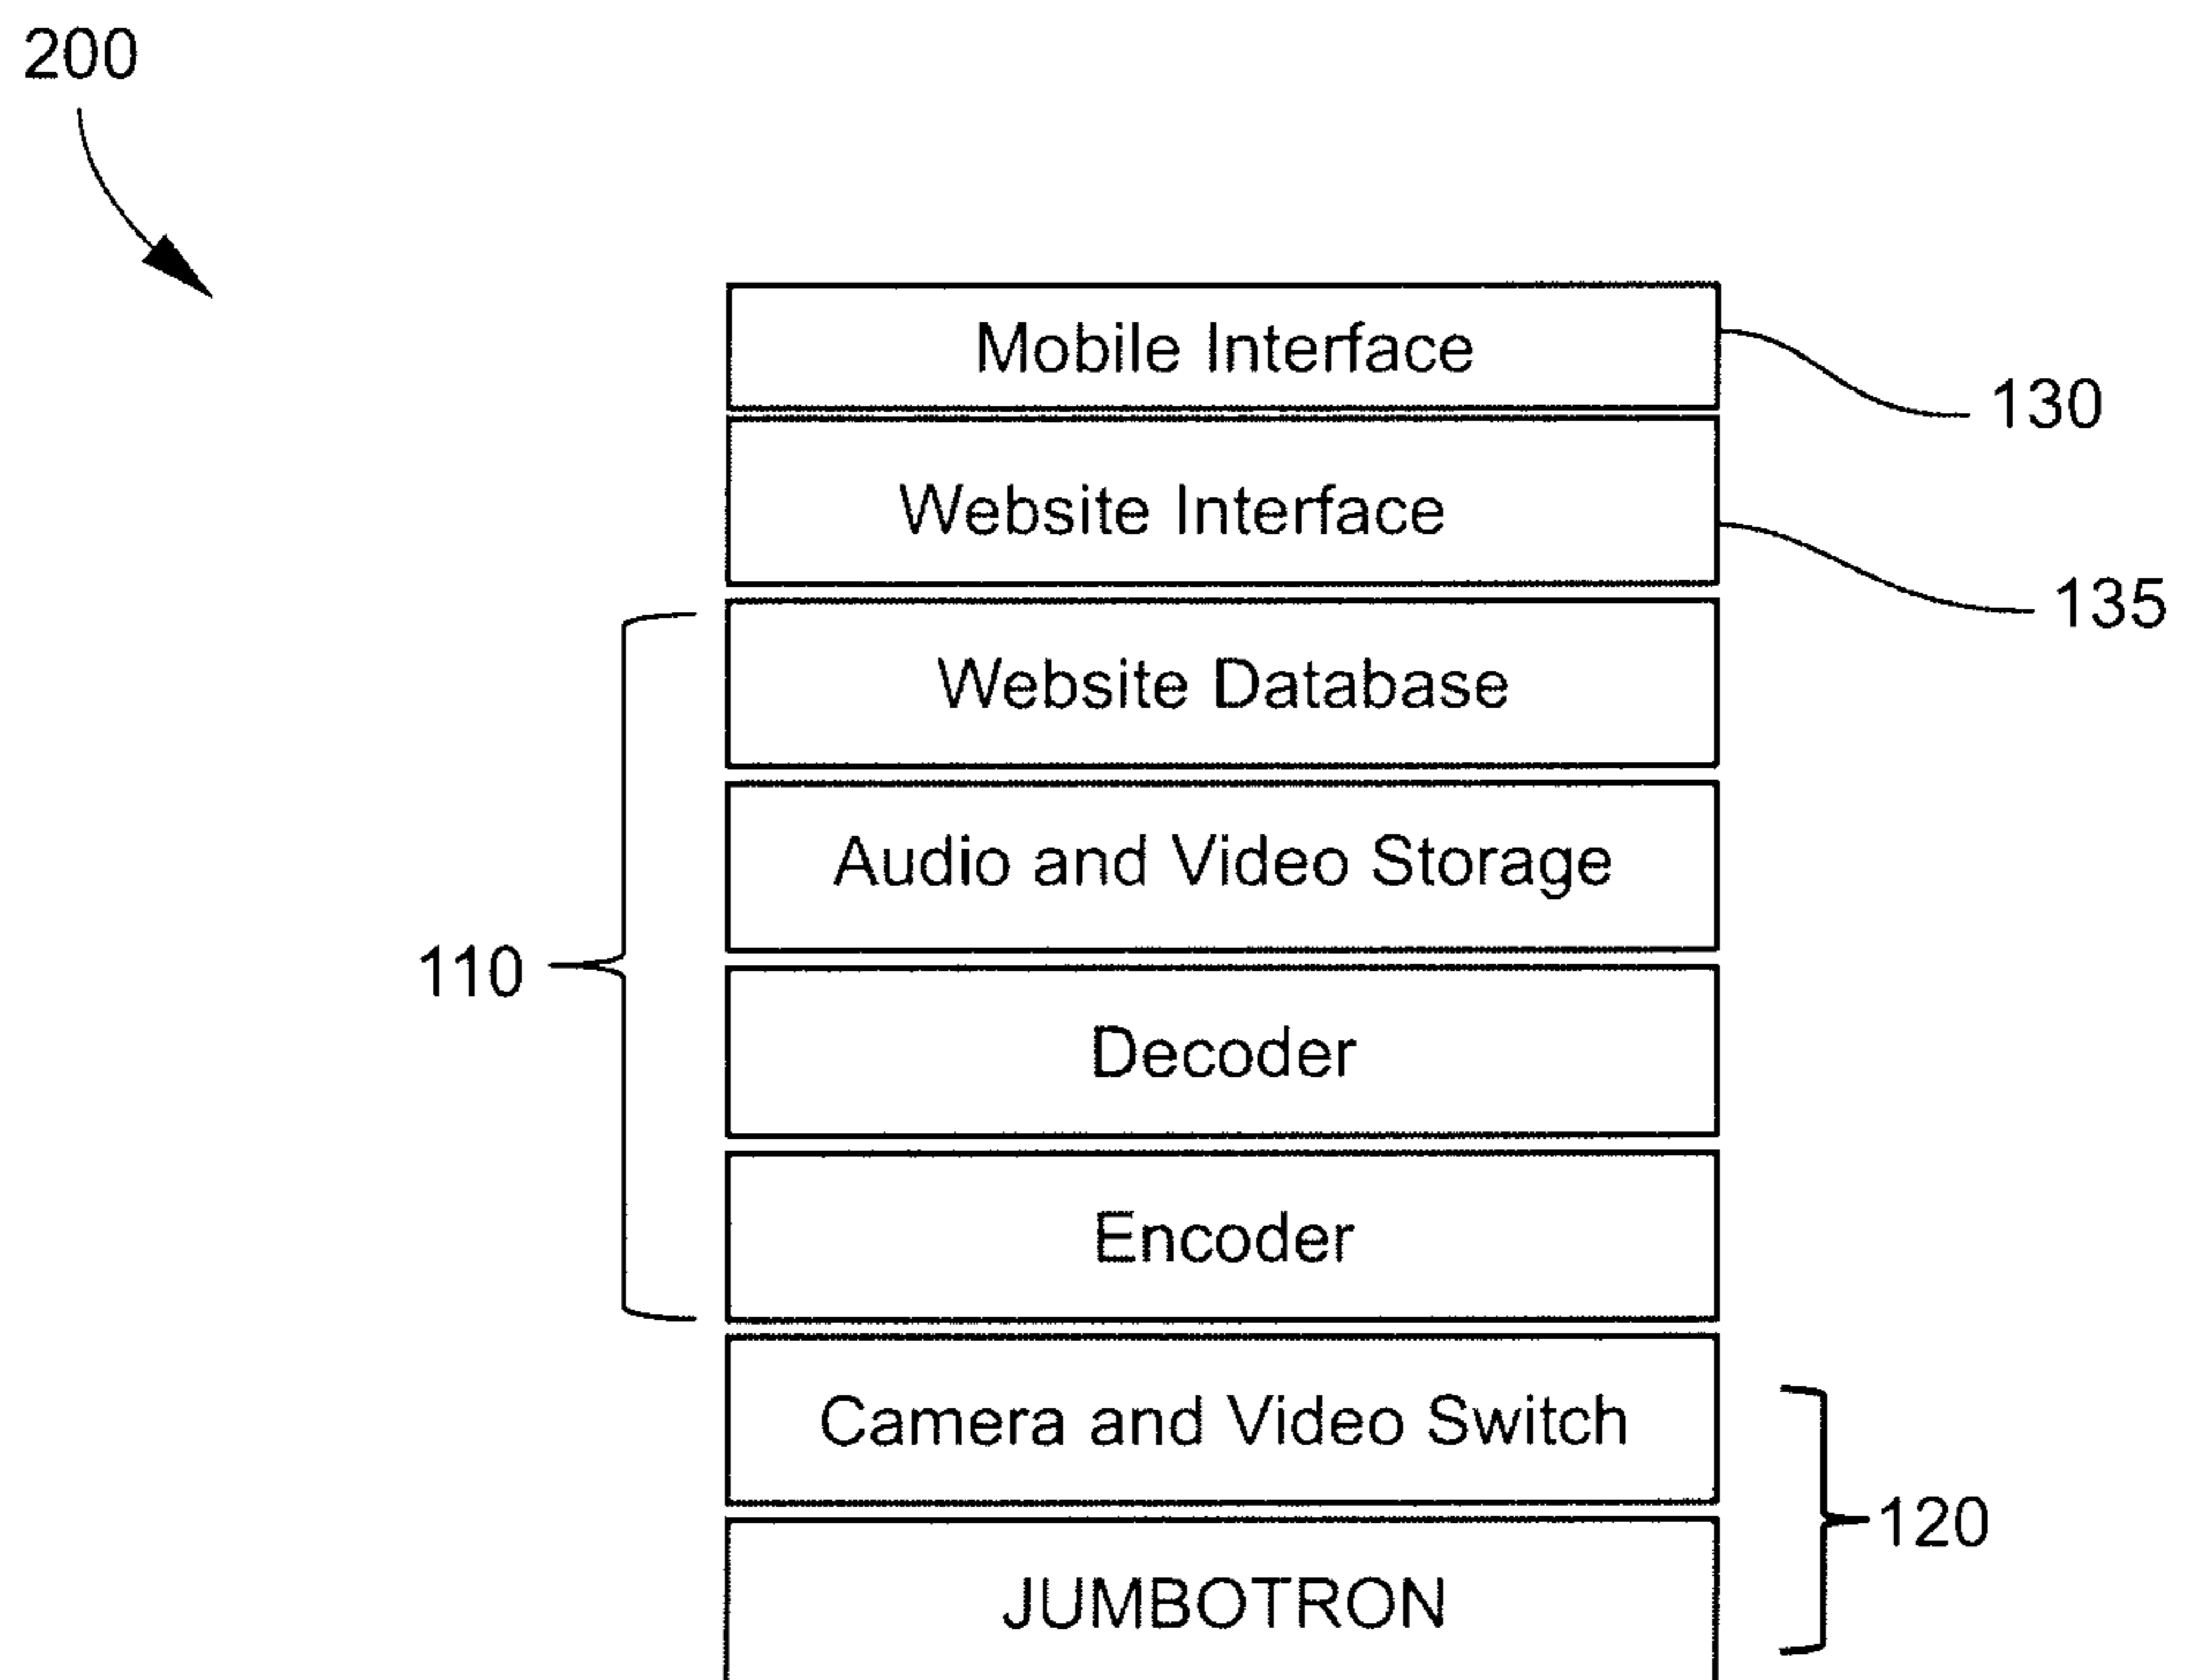 200
Mobile Interface
130
Website Interface
135
Website Database
Audio and Video Storage
110
Decoder
Encoder
Camera and Video Switch
120
JUMBOTRON